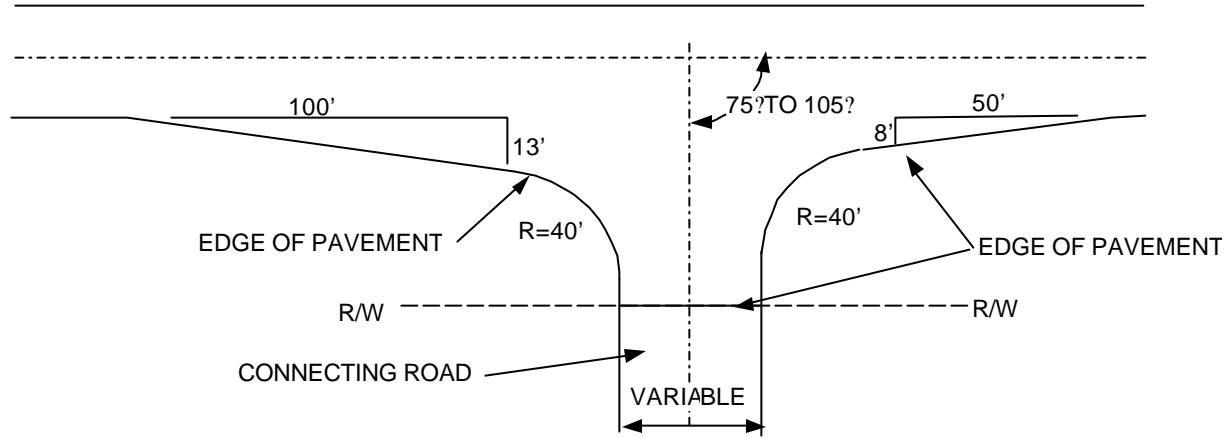 100’
75?TO 105?
50’
13’
8’
R=40’
R=40’
EDGE OF PAVEMENT
EDGE OF PAVEMENT
R/W
R/W
CONNECTING ROAD
VARIABLE